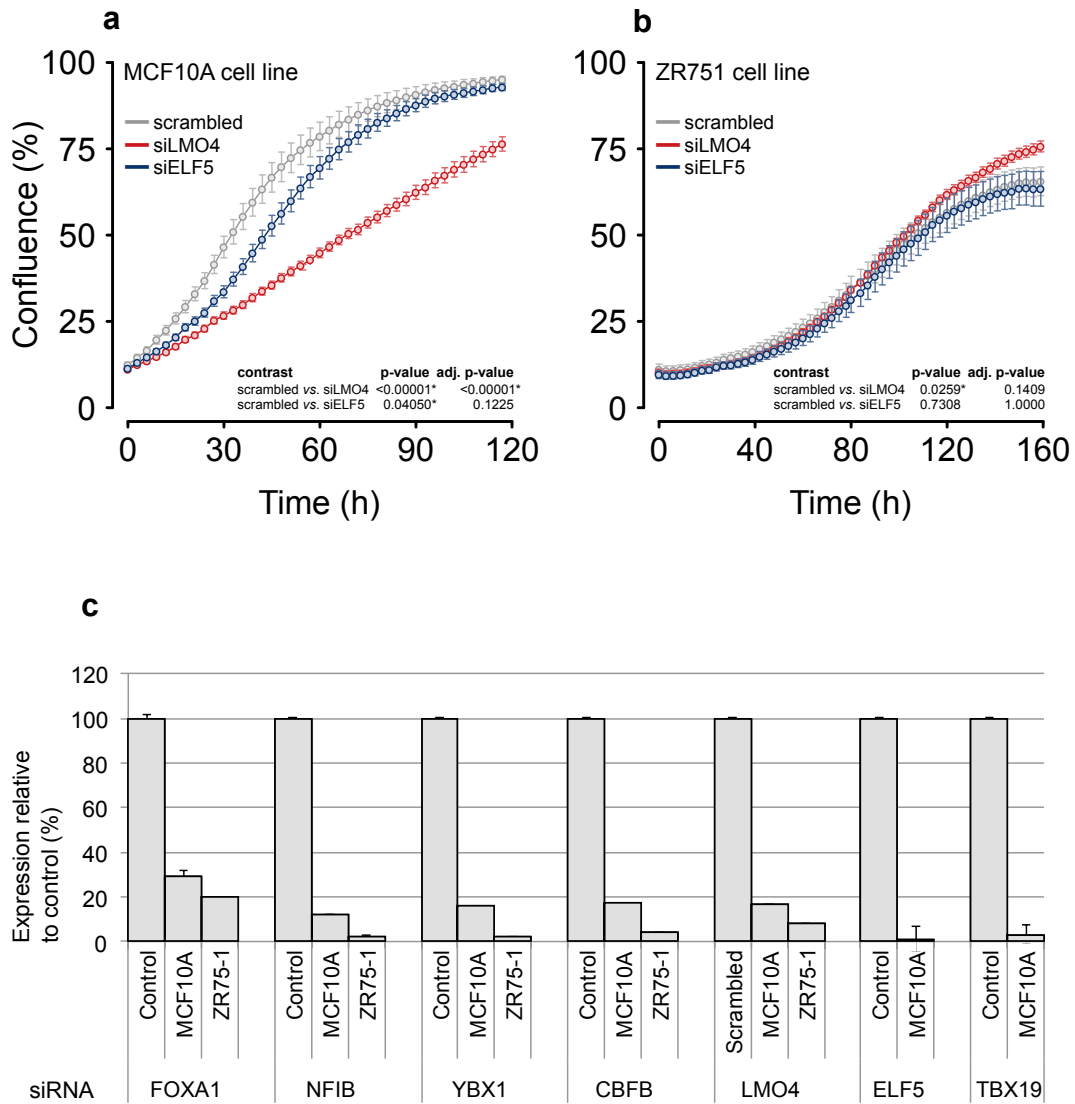 a
MCF10A cell line
scrambled
siLMO4
siELF5
Confluence (%)
100
75
50
25
0
contrast p-value adj. p-value
scrambled vs. siLMO4 <0.00001* <0.00001*
scrambled vs. siELF5 0.04050* 0.1225
0 30 60 90 120
Time (h)
b
ZR751 cell line
scrambled
siLMO4
siELF5
100
75
50
25
0
contrast p-value adj. p-value
scrambled vs. siLMO4 0.0259* 0.1409
scrambled vs. siELF5 0.7308 1.0000
0 40 80 120 160
Time (h)
c
Expression relative
to control (%)
120
100
80
60
40
20
0
Control MCF10A ZR75-1 Control MCF10A ZR75-1 Control MCF10A ZR75-1 Control MCF10A ZR75-1 Scrambled MCF10A ZR75-1 Control MCF10A Control MCF10A
siRNA FOXA1 NFIB YBX1 CBFB LMO4 ELF5 TBX19